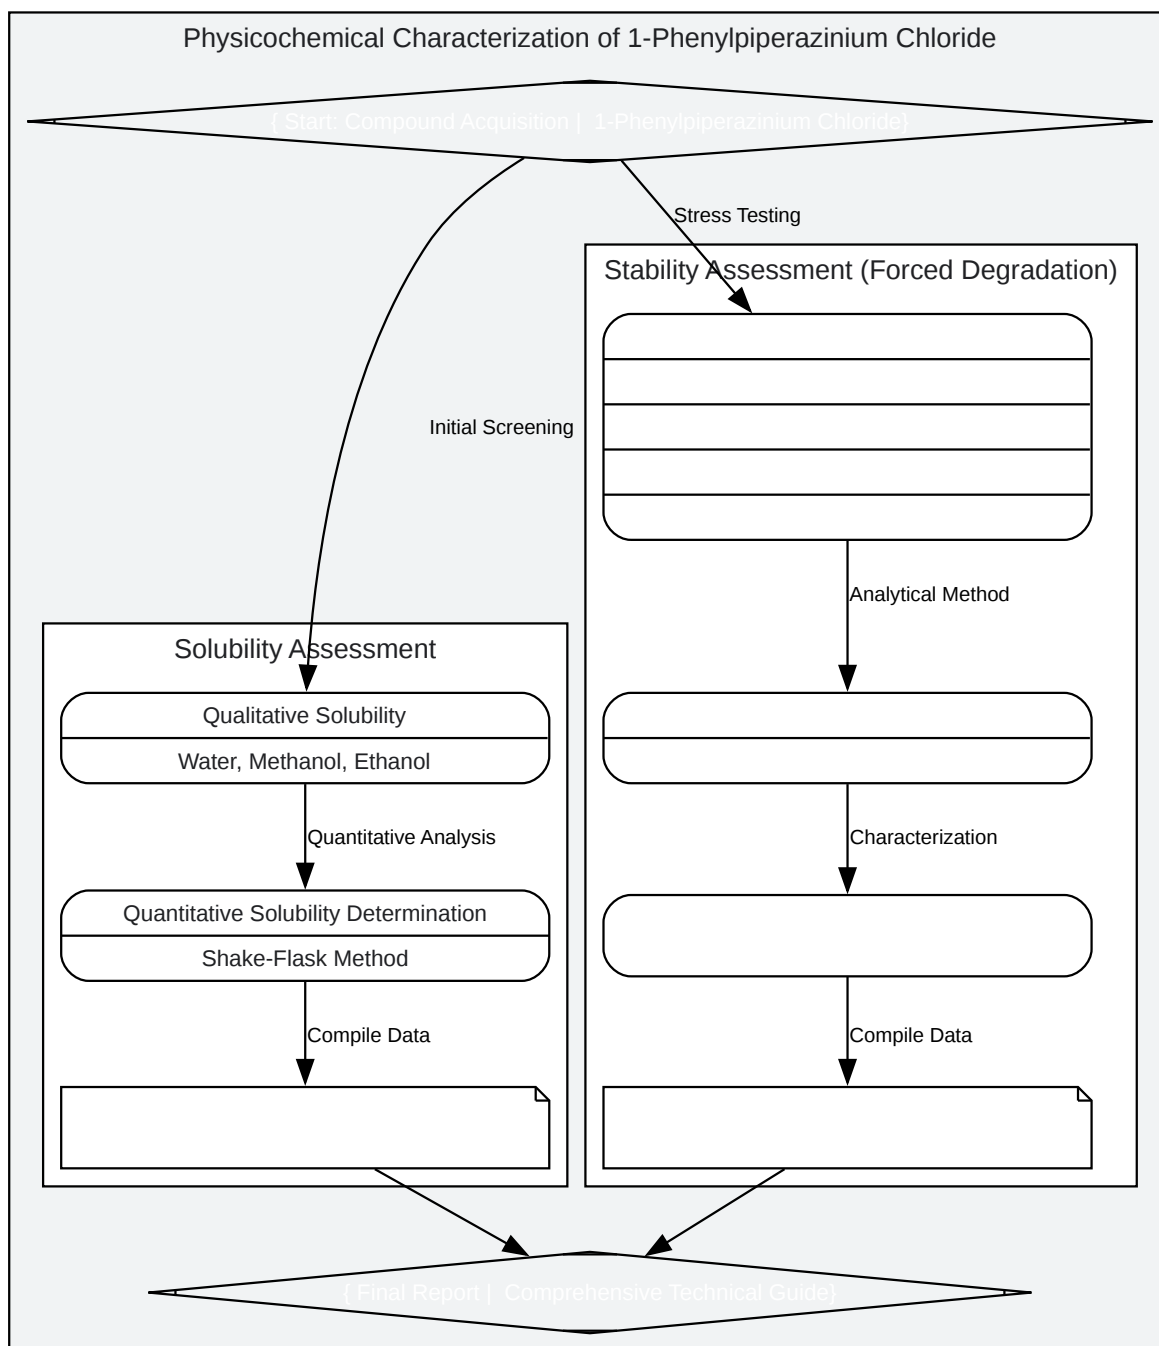 Physicochemical Characterization of 1-Phenylpiperazinium Chloride
{ Start: Compound Acquisition | 1-Phenylpiperazinium Chloride}
Stress Testing
Stability Assessment (Forced Degradation)
Initial Screening
Analytical Method
Solubility Assessment
Qualitative Solubility
Water, Methanol, Ethanol
Quantitative Analysis
Characterization
Quantitative Solubility Determination
Shake-Flask Method
Compile Data
Compile Data
{ Final Report | Comprehensive Technical Guide}